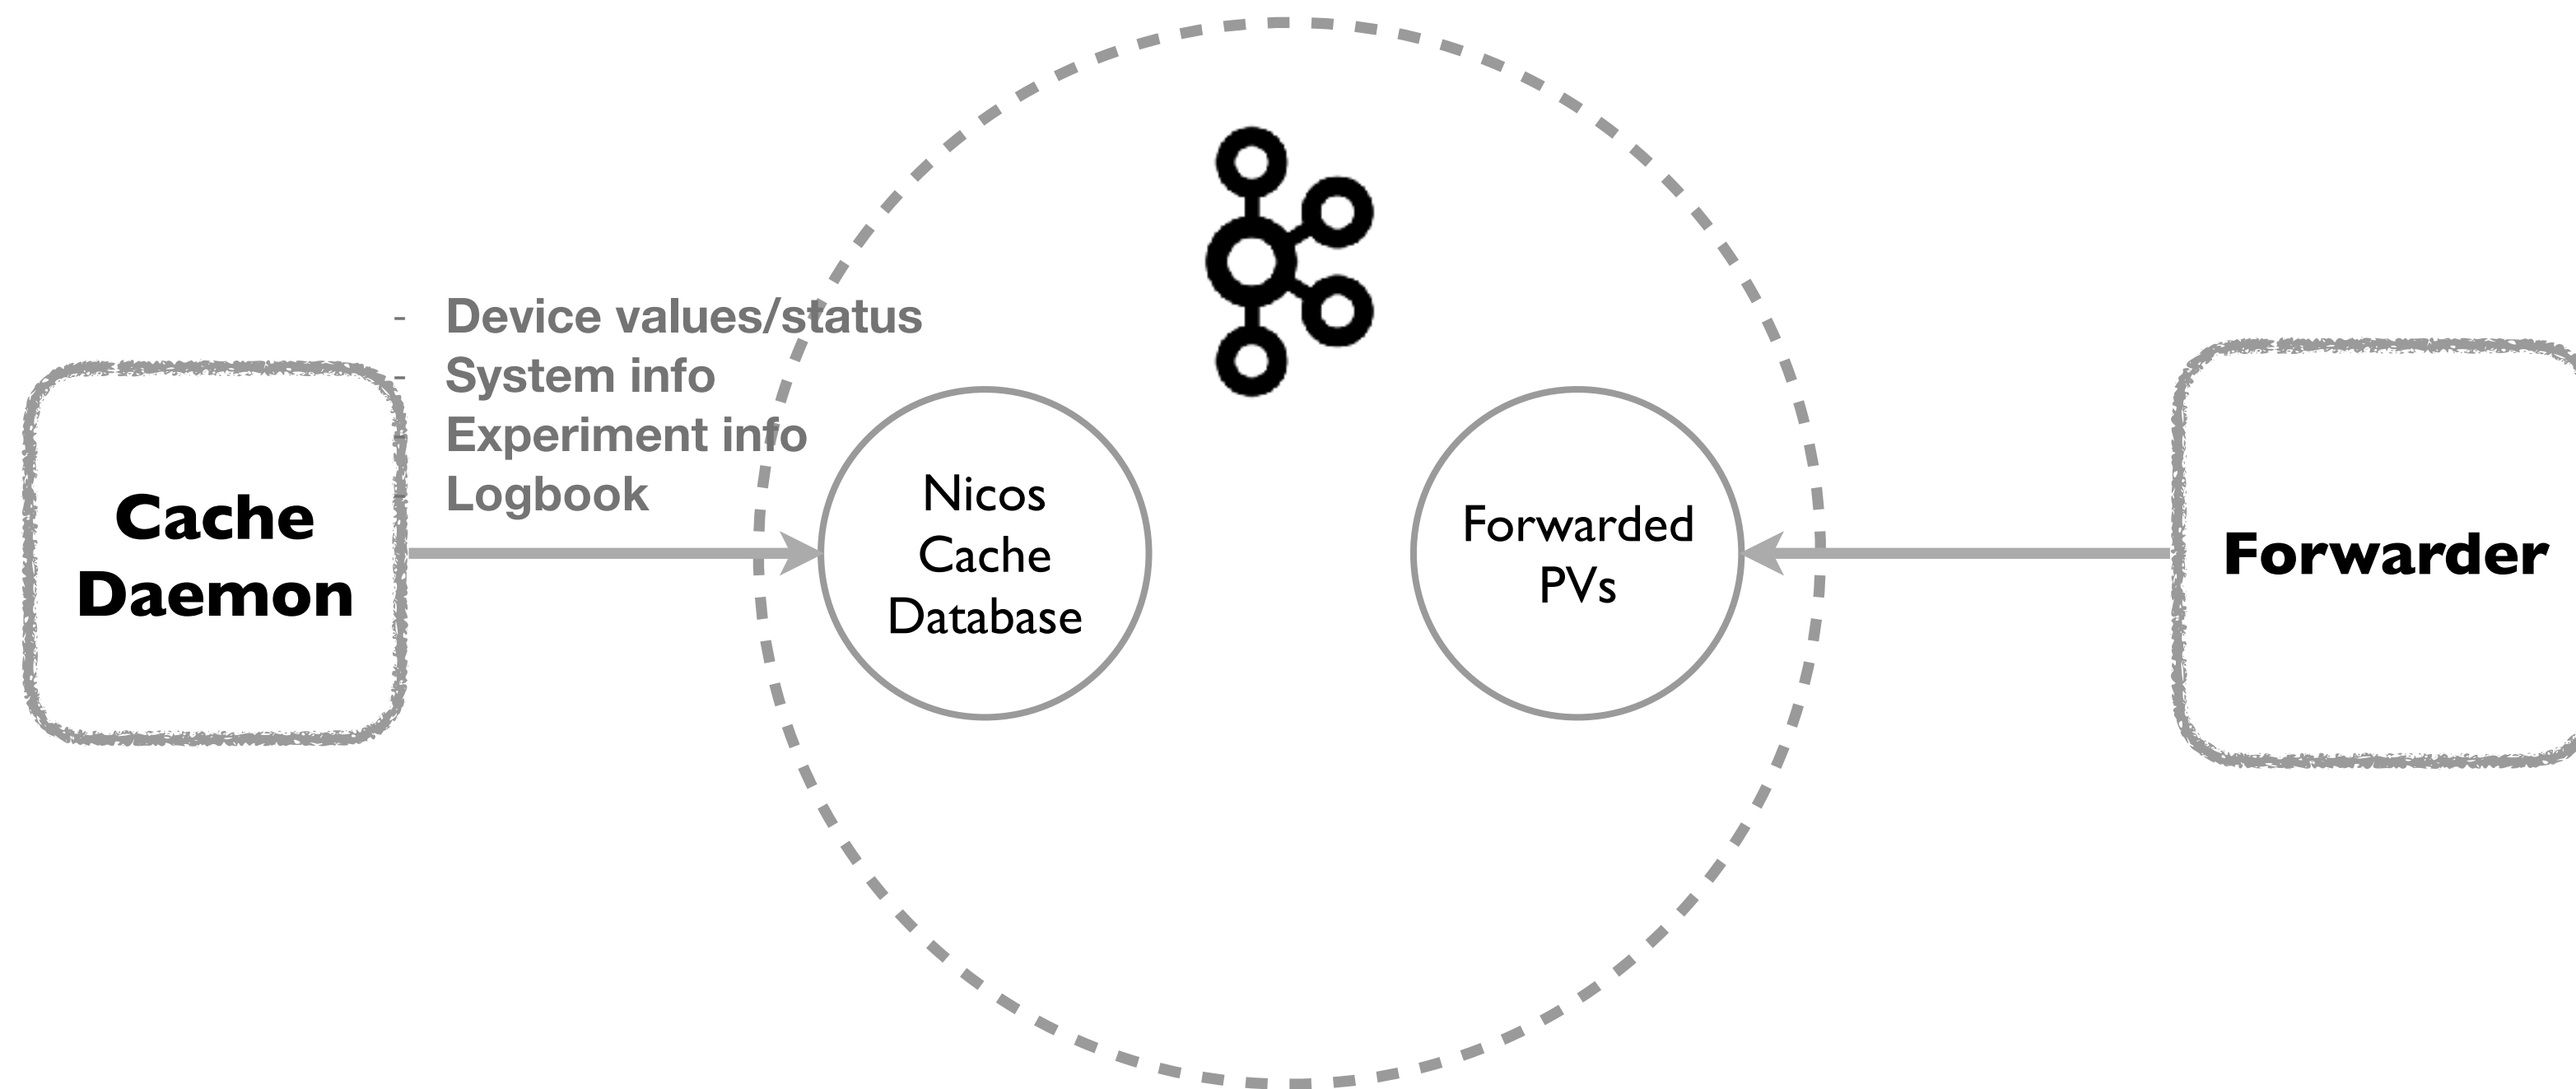 - Device values/status
- System info
- Experiment info
- Logbook
Cache
Daemon
Nicos
Cache
Database
Forwarded
PVs
Forwarder